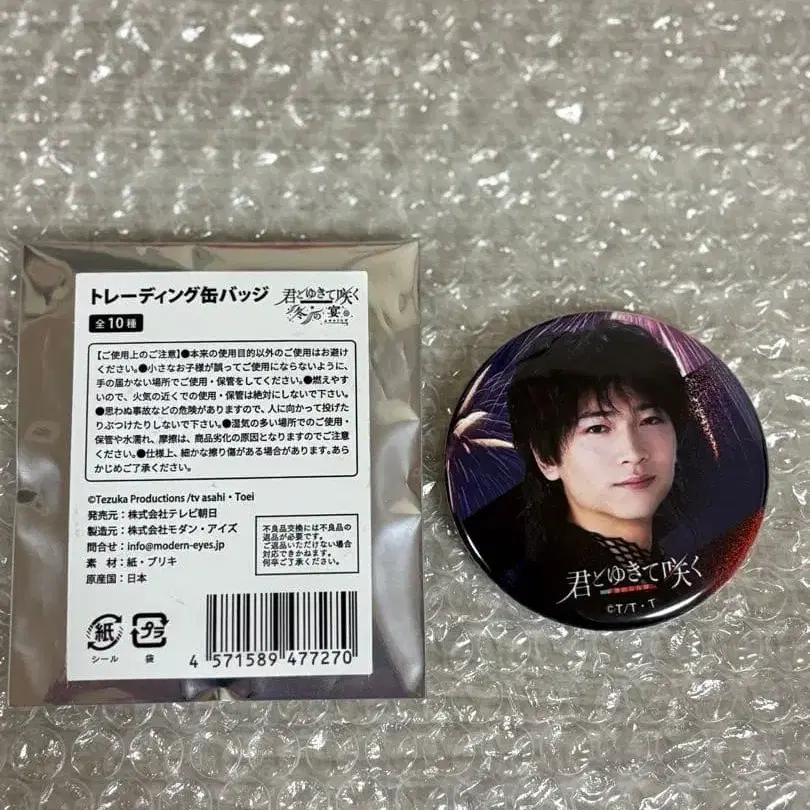 トレーディング缶バッジ
君とゆきて咲く
冬の宴
全10種
【ご使用上のご注意】●本来の使用目的以外のご使用はお避け
ください。●小さなお子様が誤ってご使用にならないように、
手の届かない場所でご使用・保管をしてください。●燃えやす
いので、火気の近くでの使用・保管は絶対にしないで下さい。
●思わぬ事故などの危険がありますので、人に向かって投げた
りぶつけたりしないで下さい。●湿気の多い場所でのご使用・
保管や水濡れ、摩擦は、商品劣化の原因となりますのでご注意
ください。●仕様上、細かな擦り傷がある場合があります。あら
かじめご了承ください。
©Tezuka Productions /tv asahi・Toei
発売元：株式会社テレビ朝日
製造元：株式会社モダン・アイズ
問合せ：info@modern-eyes.jp
素 材：紙・ブリキ
原産国：日本
不良品交換には不良品の
返品が必要です。
ご返品いただけない場合
対応できかねます。
何卒ご了承ください。
紙
シール
プラ
袋
4 571589 477270
君とゆきて咲く
©T/T・T